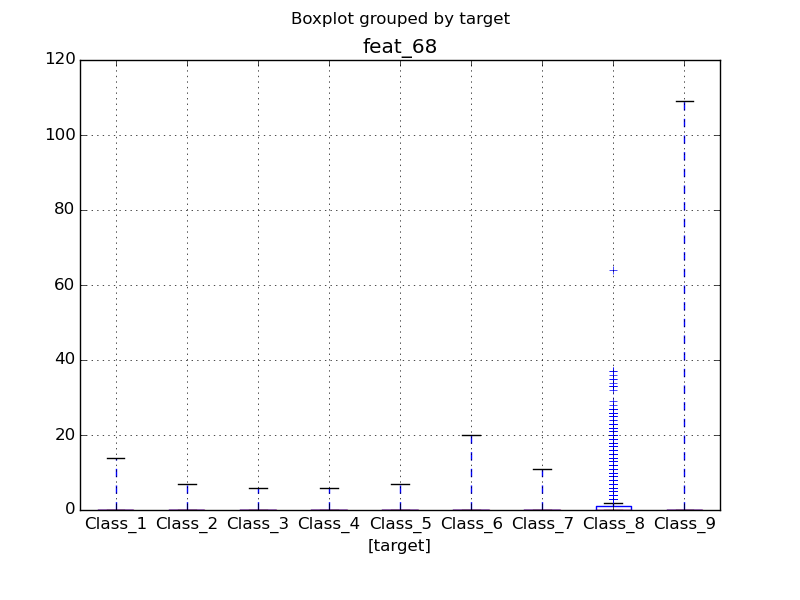 Boxplot grouped by target
feat_68
120
100
80
60
40
20
0
Class_1 Class_2 Class_3 Class_4 Class_5 Class_6 Class_7 Class_8 Class_9
[target]